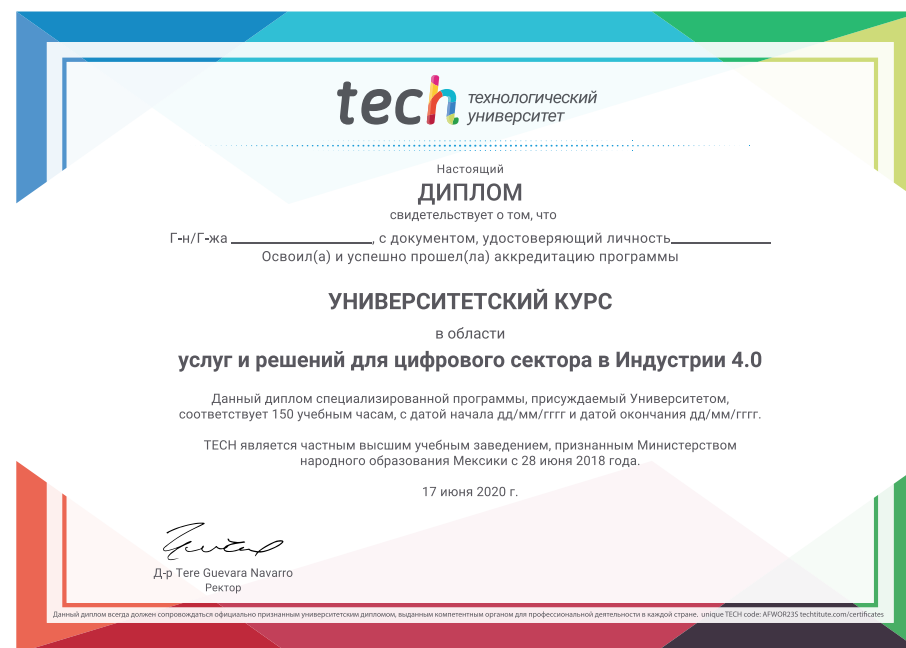 tech технологический
университет
Настоящий
ДИПЛОМ
свидетельствует о том, что
Г-н/Г-жа ____________________, с документом, удостоверяющий личность______________
Освоил(а) и успешно прошел(ла) аккредитацию программы
УНИВЕРСИТЕТСКИЙ КУРС
в области
услуг и решений для цифрового сектора в Индустрии 4.0
Данный диплом специализированной программы, присуждаемый Университетом,
соответствует 150 учебным часам, с датой начала дд/мм/гггг и датой окончания дд/мм/гггг.
TECH является частным высшим учебным заведением, признанным Министерством
народного образования Мексики с 28 июня 2018 года.
17 июня 2020 г.
Д-р Tere Guevara Navarro
Ректор
Данный диплом всегда должен сопровождаться официально признанным университетским дипломом, выданным компетентным органом для профессиональной деятельности в каждой стране. unique TECH code: AFWOR23S techtitute.com/certificates